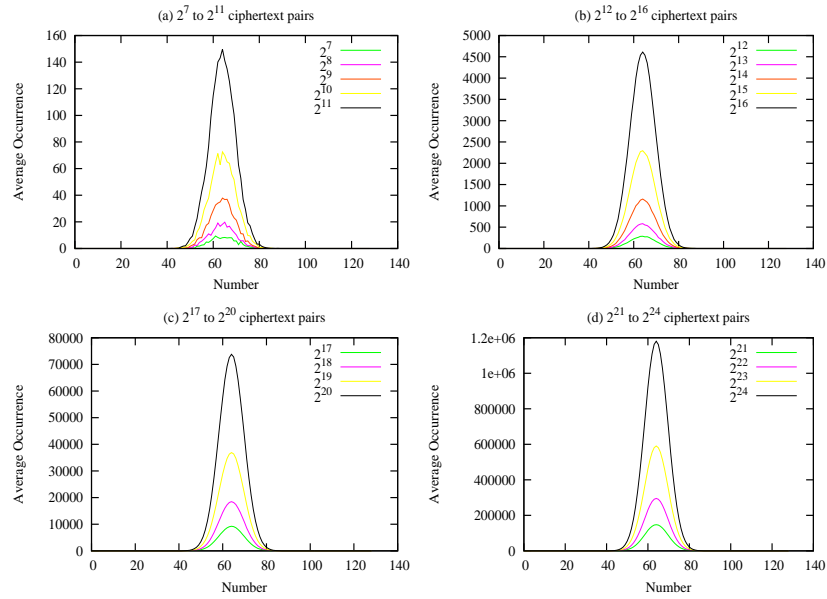 (a) 2^7 to 2^11 ciphertext pairs
160
140
120
100
80
60
40
20
0
Average Occurrence
2^7
2^8
2^9
2^10
2^11
0 20 40 60 80 100 120 140
Number
(b) 2^12 to 2^16 ciphertext pairs
5000
4500
4000
3500
3000
2500
2000
1500
1000
500
0
Average Occurrence
2^12
2^13
2^14
2^15
2^16
0 20 40 60 80 100 120 140
Number
(c) 2^17 to 2^20 ciphertext pairs
80000
70000
60000
50000
40000
30000
20000
10000
0
Average Occurrence
2^17
2^18
2^19
2^20
0 20 40 60 80 100 120 140
Number
(d) 2^21 to 2^24 ciphertext pairs
1.2e+06
1e+06
800000
600000
400000
200000
0
Average Occurrence
2^21
2^22
2^23
2^24
0 20 40 60 80 100 120 140
Number